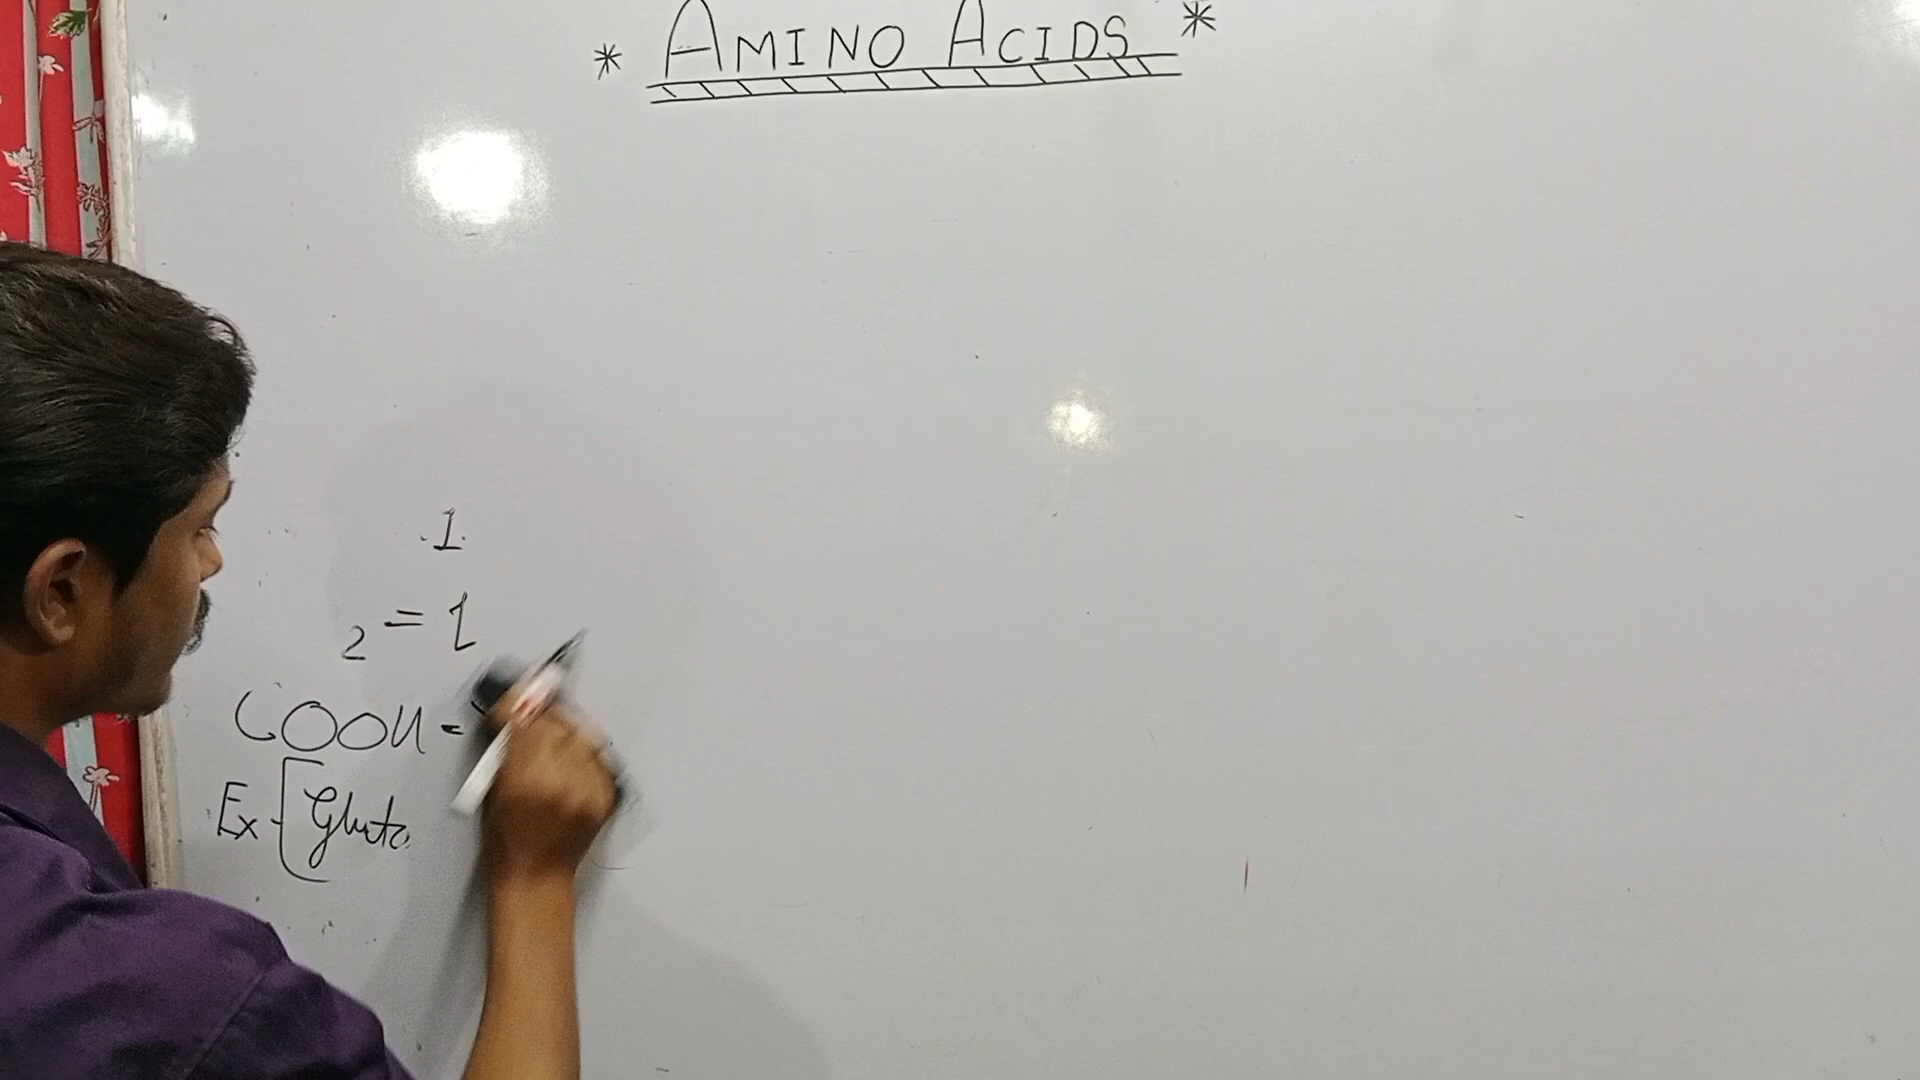 * AMINO ACIDS *
1.
2 = 1
COOH =
Ex - [Gluta